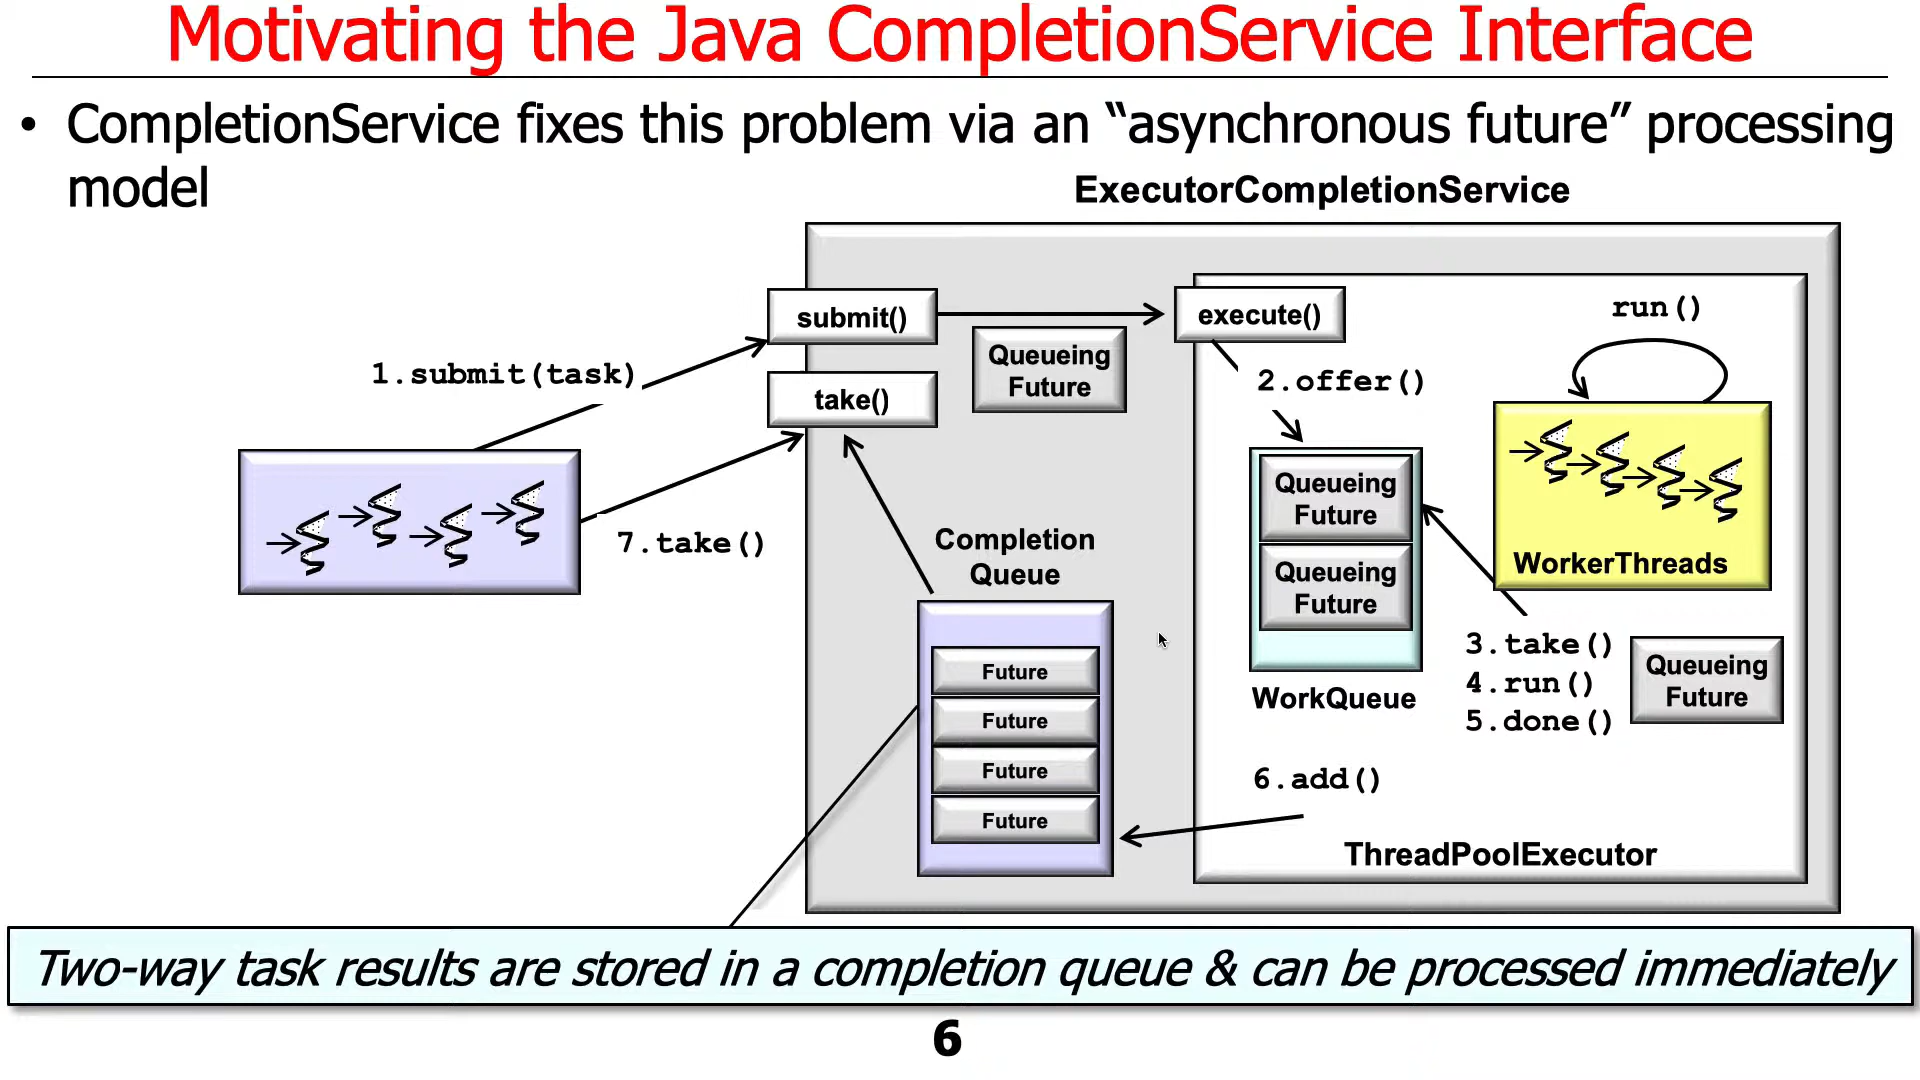 Motivating the Java CompletionService Interface
• CompletionService fixes this problem via an “asynchronous future” processing
model
ExecutorCompletionService
submit()
execute()
run()
Queueing
Future
1.submit(task)
2.offer()
take()
Queueing
Future
Queueing
Future
WorkerThreads
7.take()
Completion
Queue
3.take()
4.run()
5.done()
Queueing
Future
WorkQueue
Future
Future
Future
Future
6.add()
ThreadPoolExecutor
Two-way task results are stored in a completion queue & can be processed immediately
6